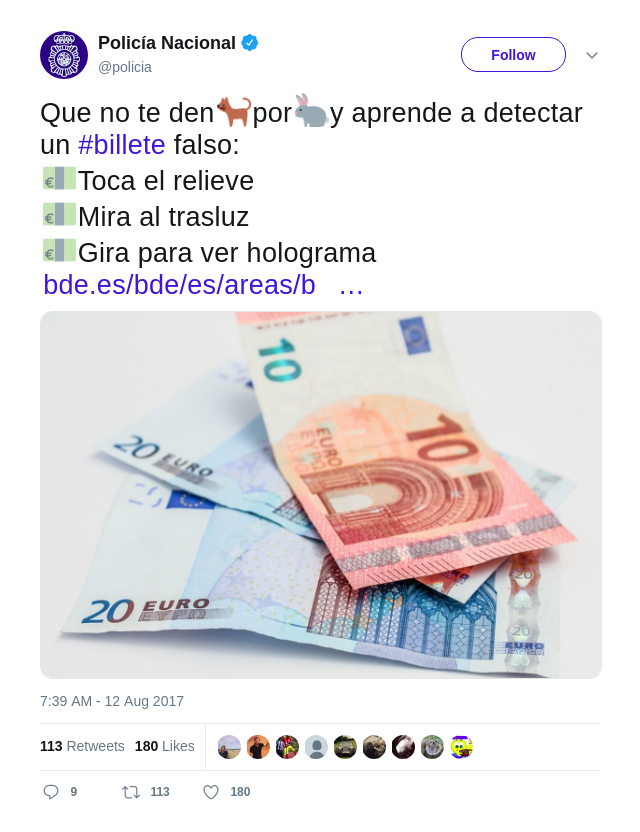 Policía Nacional
@policia
Follow
Que no te den🐕por🐇y aprende a detectar
un #billete falso:
💶Toca el relieve
💶Mira al trasluz
💶Gira para ver holograma
bde.es/bde/es/areas/b …
10
10
EURO
ΕΥΡΩ
20 EURO
20 EURO
ΕΥΡΩ
20
20
EURO
7:39 AM - 12 Aug 2017
113 Retweets 180 Likes
9 113 180